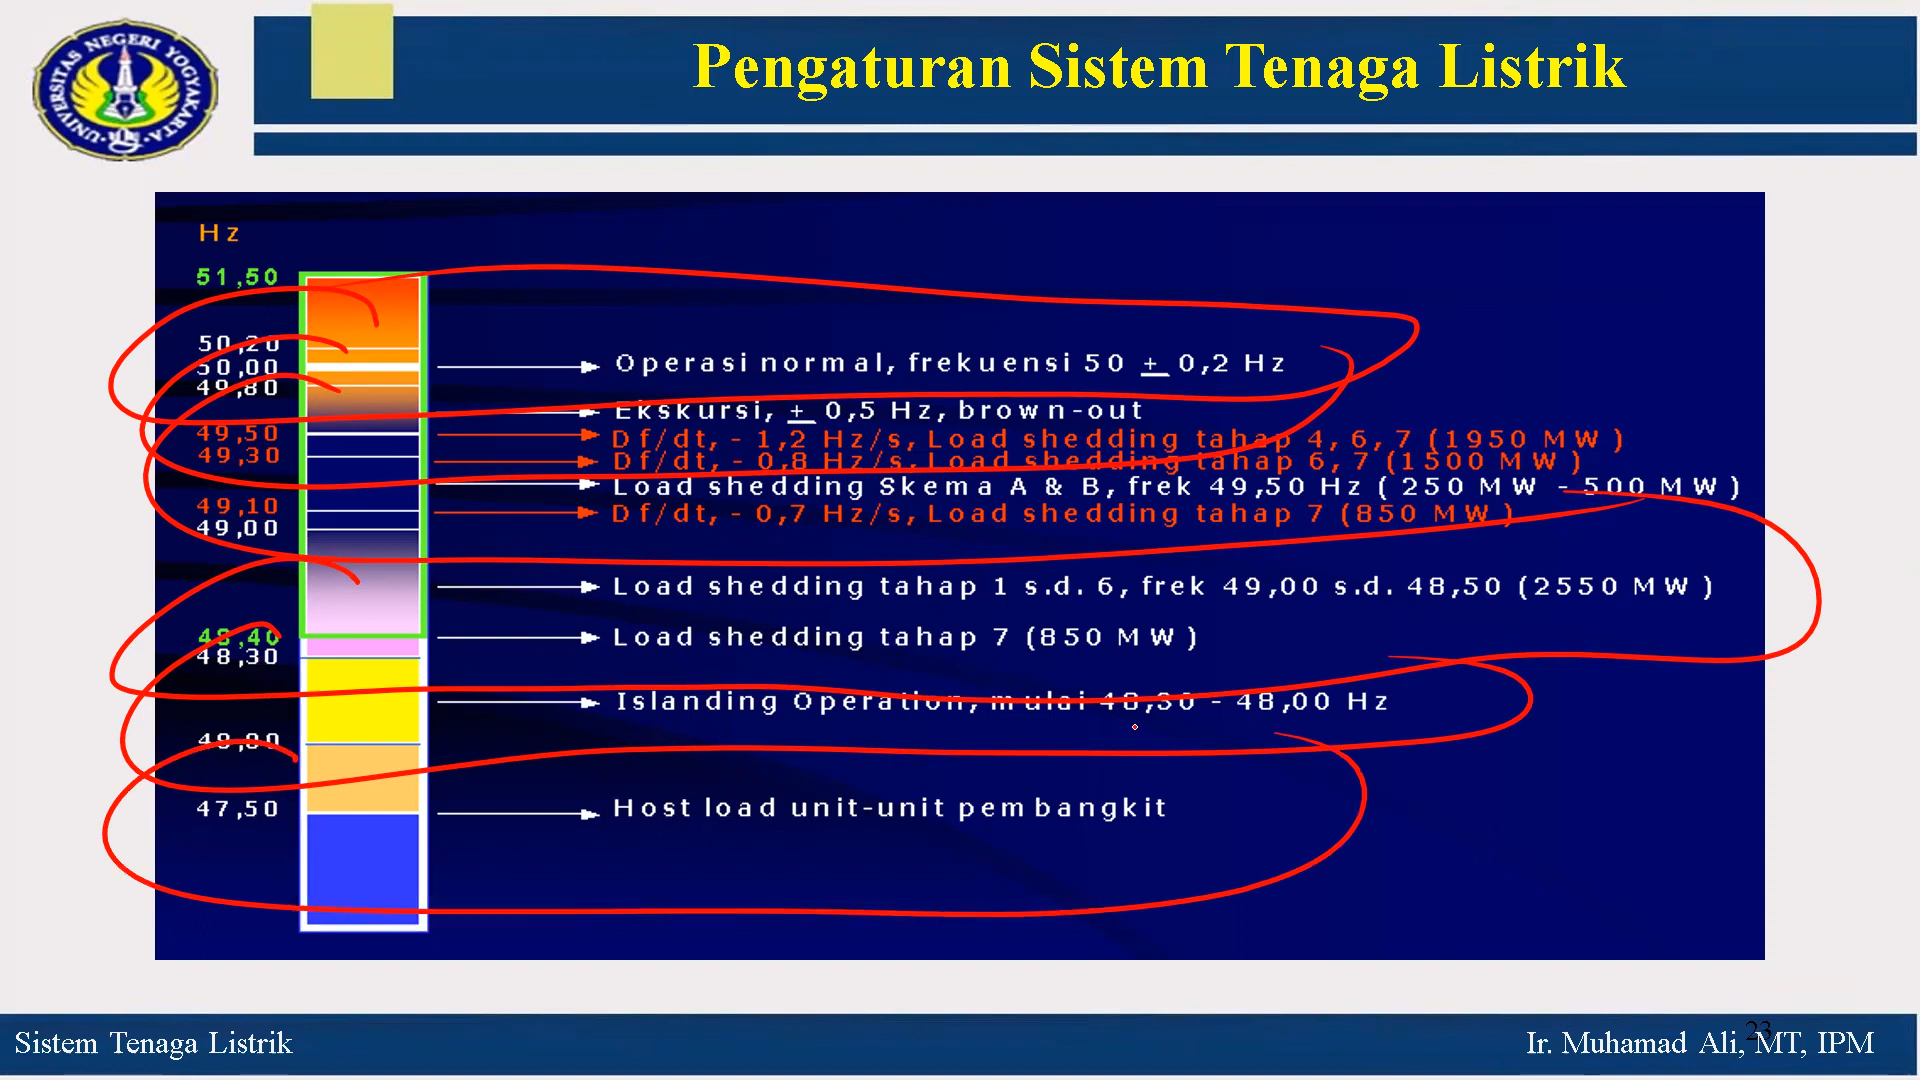 Pengaturan Sistem Tenaga Listrik
UNIVERSITAS NEGERI YOGYAKARTA
Hz
51,50
50,20
50,00
49,80
49,50
49,30
49,10
49,00
48,40
48,30
48,00
47,50
Operasi normal, frekuensi 50 + 0,2 Hz
Ekskursi, + 0,5 Hz, brown-out
Df/dt, - 1,2 Hz/s, Load shedding tahap 4, 6, 7 (1950 MW)
Df/dt, - 0,8 Hz/s, Load shedding tahap 6, 7 (1500 MW)
Load shedding Skema A & B, frek 49,50 Hz ( 250 MW - 500 MW )
Df/dt, - 0,7 Hz/s, Load shedding tahap 7 (850 MW )
Load shedding tahap 1 s.d. 6, frek 49,00 s.d. 48,50 (2550 MW )
Load shedding tahap 7 (850 MW )
Islanding Operation, mulai 48,30 - 48,00 Hz
Host load unit-unit pembangkit
Sistem Tenaga Listrik
23
Ir. Muhamad Ali, MT, IPM